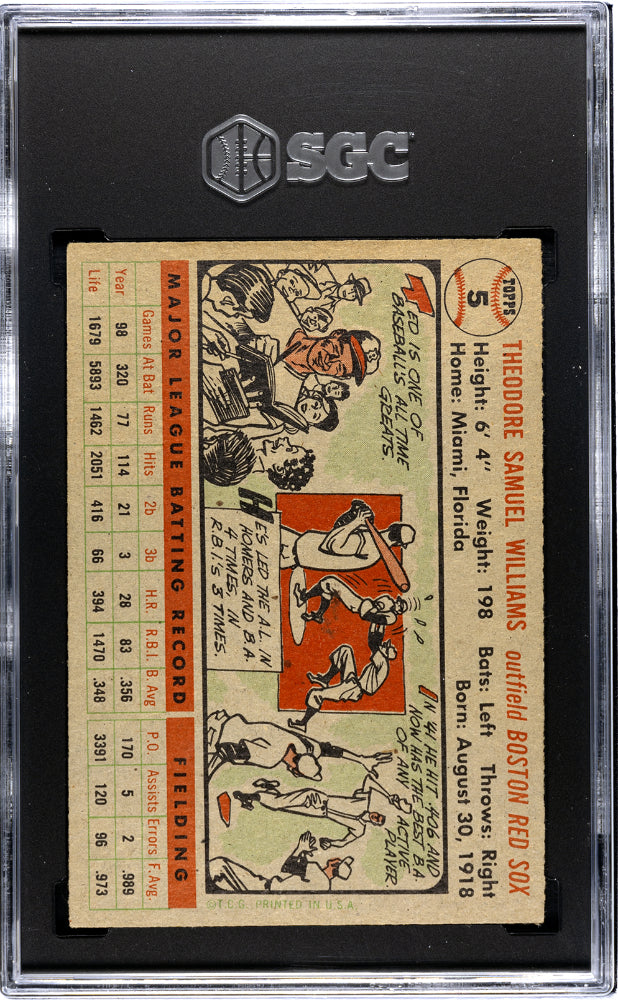 SGC
TOPPS
5
THEODORE SAMUEL WILLIAMS outfield BOSTON RED SOX
Height: 6' 4" Weight: 198 Bats: Left Throws: Right
Home: Miami, Florida Born: August 30, 1918
TED IS ONE OF
BASEBALL'S ALL TIME
GREATS.
B
HE'S LED THE A.L. IN
HOMERS AND B.A.
4 TIMES, IN
R.B.I.'S 3 TIMES.
IN '41 HE HIT .406 AND
NOW HAS THE BEST B.A.
OF ANY ACTIVE
PLAYER.
MAJOR LEAGUE BATTING RECORD FIELDING
Year Games At Bat Runs Hits 2b 3b H.R. R.B.I. B. Avg P.O. Assists Errors F. Avg.
98 320 77 114 21 3 28 83 .356 170 5 2 .989
Life 1679 5893 1462 2051 416 66 394 1470 .348 3391 120 96 .973
©T.C.G. PRINTED IN U.S.A.